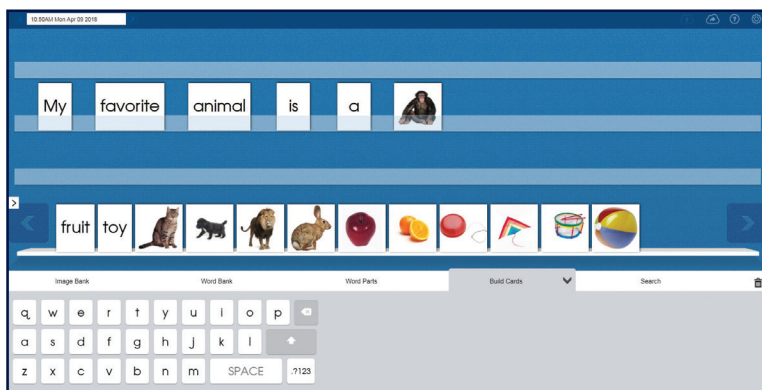 10:50AM Mon Apr 09 2018
?
My favorite animal is a
fruit toy
Image Bank Word Bank Word Parts Build Cards Search
q w e r t y u i o p
a s d f g h j k l
z x c v b n m SPACE .?123